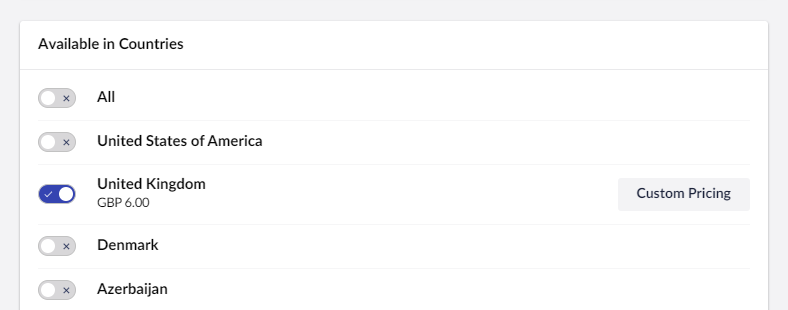 Available in Countries
All
United States of America
United Kingdom
GBP 6.00
Custom Pricing
Denmark
Azerbaijan